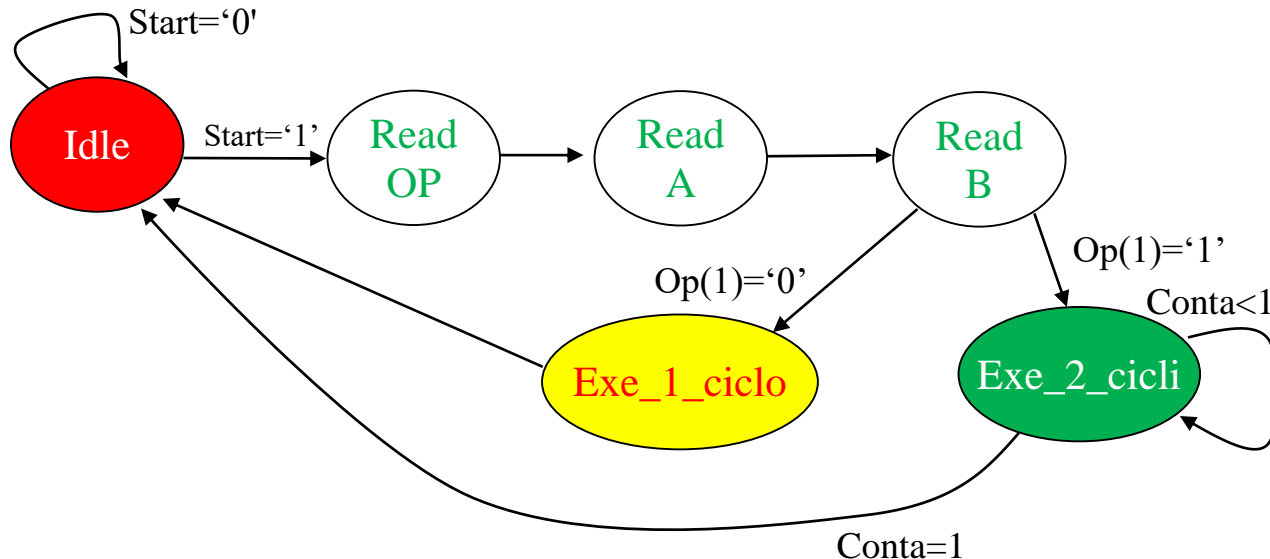 Start=‘0'
Idle
Start=‘1’
Read
OP
Read
A
Read
B
Op(1)=‘0’
Op(1)=‘1’
Conta<1
Exe_1_ciclo
Exe_2_cicli
Conta=1